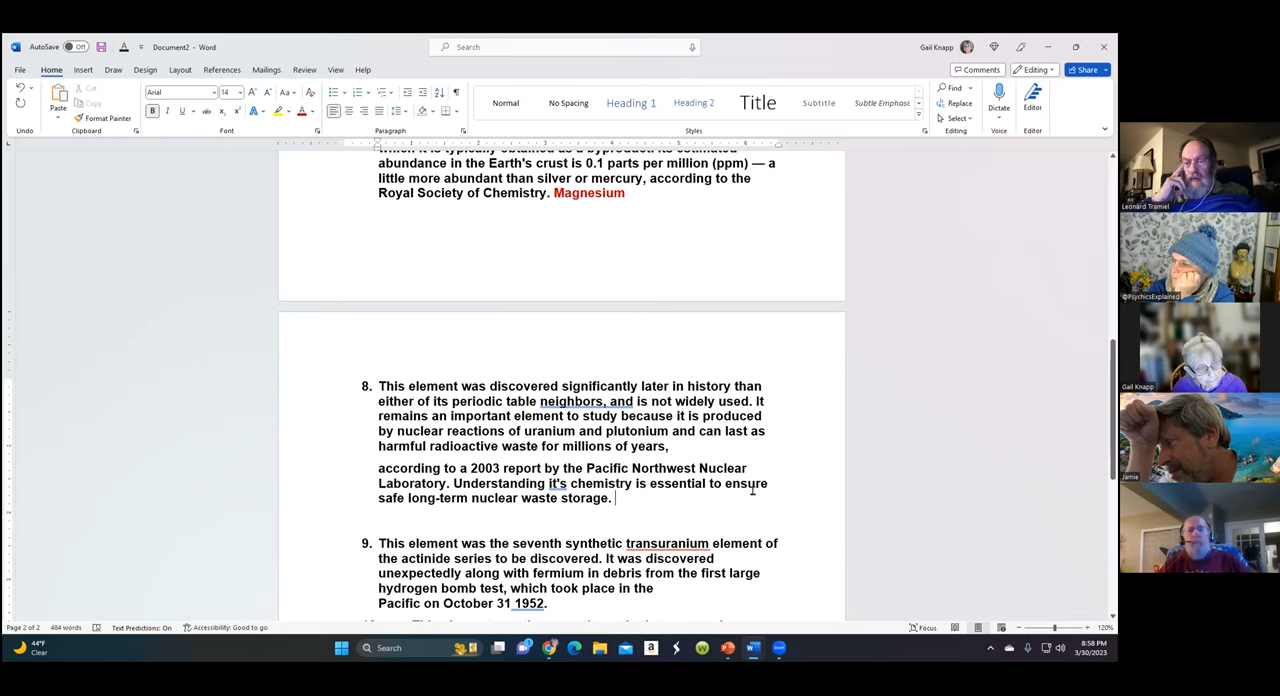 AutoSave Off Document2 - Word Search Gail Knapp
File Home Insert Draw Design Layout References Mailings Review View Help Comments Editing Share
Paste Cut Copy Format Painter
Arial 14 Aa
Normal No Spacing Heading 1 Heading 2 Title Subtitle Subtle Emphasis
Find Replace Select Dictate Editor
Undo Clipboard Font Paragraph Styles Editing Voice Editor
abundance in the Earth's crust is 0.1 parts per million (ppm) — a
little more abundant than silver or mercury, according to the
Royal Society of Chemistry. Magnesium
8. This element was discovered significantly later in history than
either of its periodic table neighbors, and is not widely used. It
remains an important element to study because it is produced
by nuclear reactions of uranium and plutonium and can last as
harmful radioactive waste for millions of years,
according to a 2003 report by the Pacific Northwest Nuclear
Laboratory. Understanding it's chemistry is essential to ensure
safe long-term nuclear waste storage.
9. This element was the seventh synthetic transuranium element of
the actinide series to be discovered. It was discovered
unexpectedly along with fermium in debris from the first large
hydrogen bomb test, which took place in the
Pacific on October 31 1952.
Page 2 of 2 484 words Text Predictions: On Accessibility: Good to go Focus 120%
44°F
Clear
Search
8:58 PM
3/30/2023
Leonard Tramiel
@PsychicsExplained
Gail Knapp
Jamie